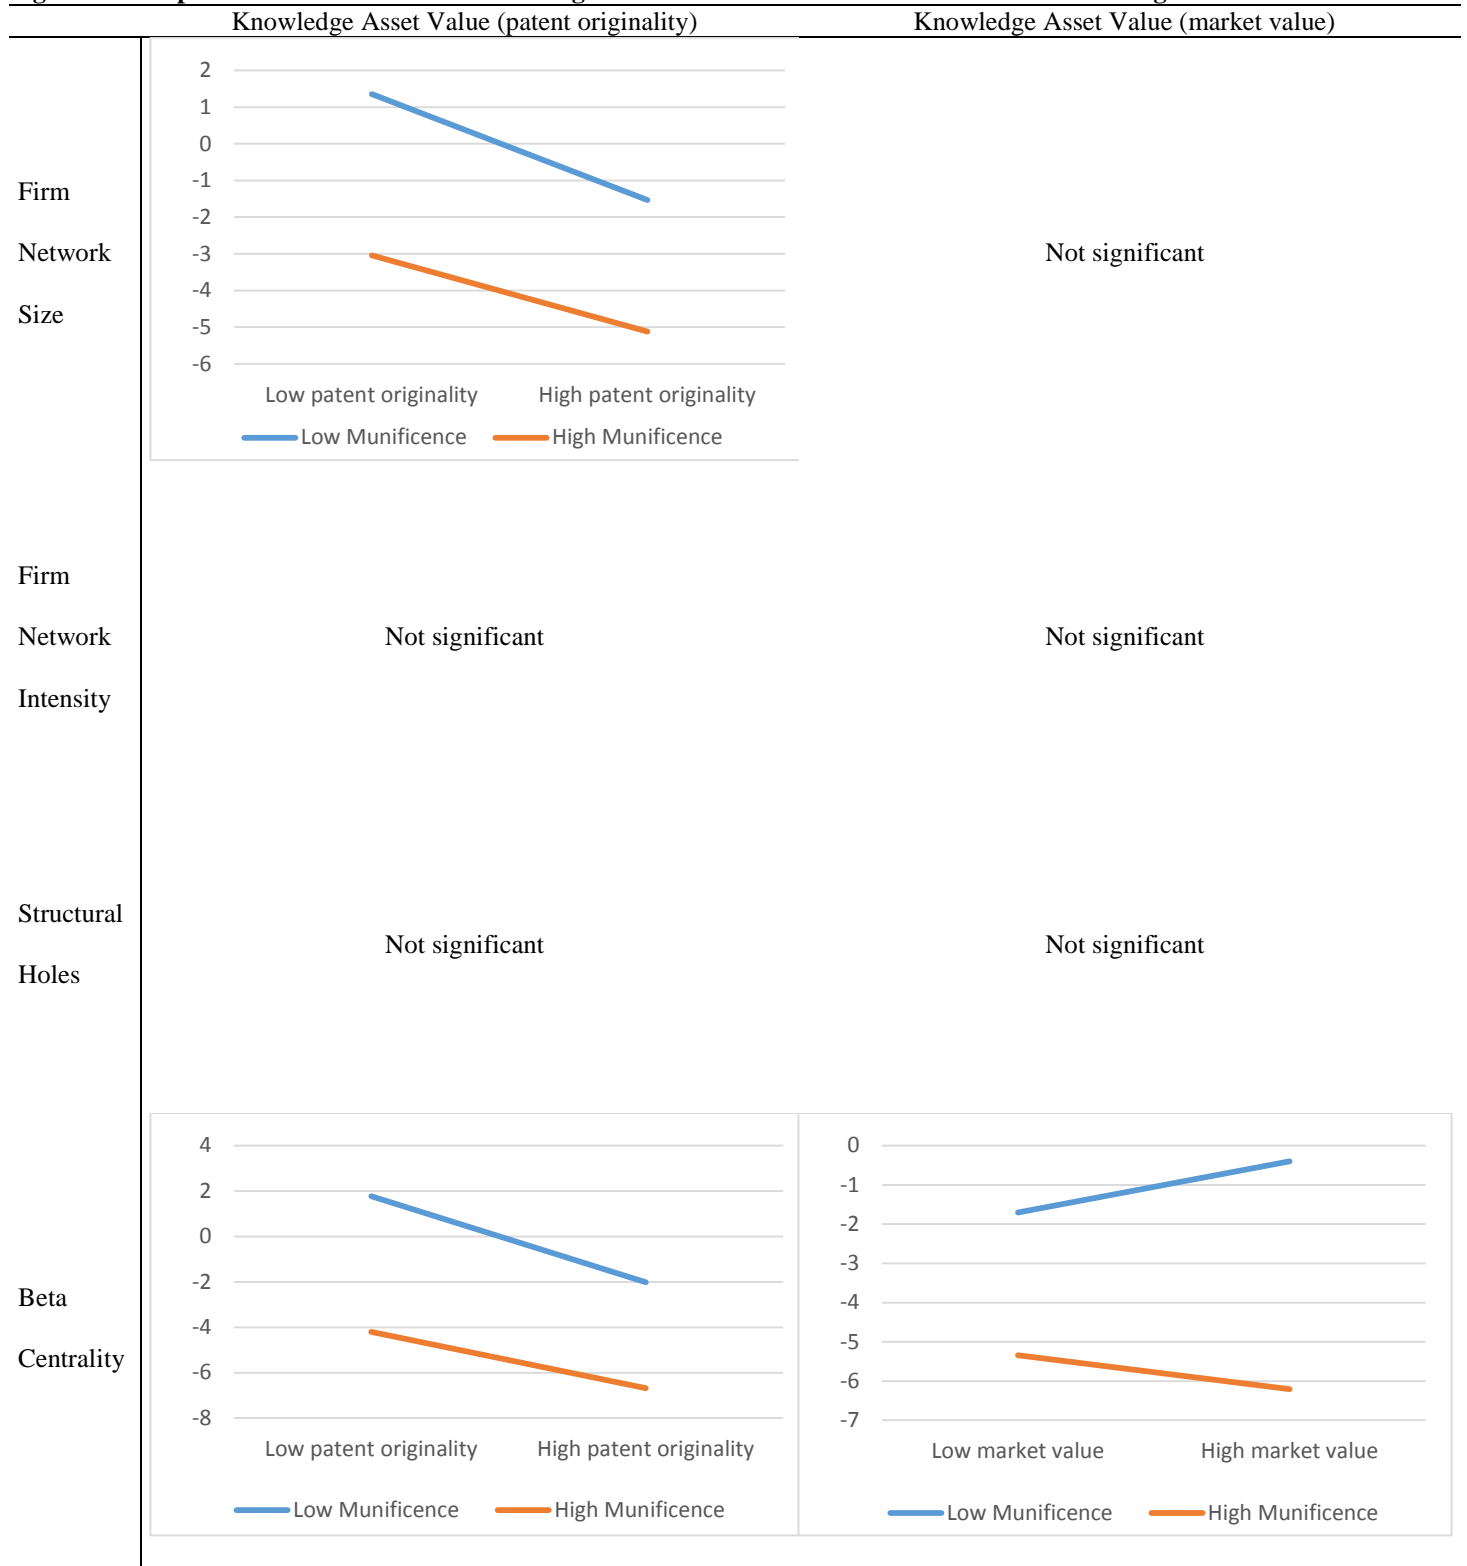 Knowledge Asset Value (patent originality) Knowledge Asset Value (market value)
Firm
Network
Size
2
1
0
-1
-2
-3
-4
-5
-6
Low patent originality High patent originality
Low Munificence High Munificence
Not significant
Firm
Network
Intensity
Not significant
Not significant
Structural
Holes
Not significant
Not significant
Beta
Centrality
4
2
0
-2
-4
-6
-8
Low patent originality High patent originality
Low Munificence High Munificence
0
-1
-2
-3
-4
-5
-6
-7
Low market value High market value
Low Munificence High Munificence